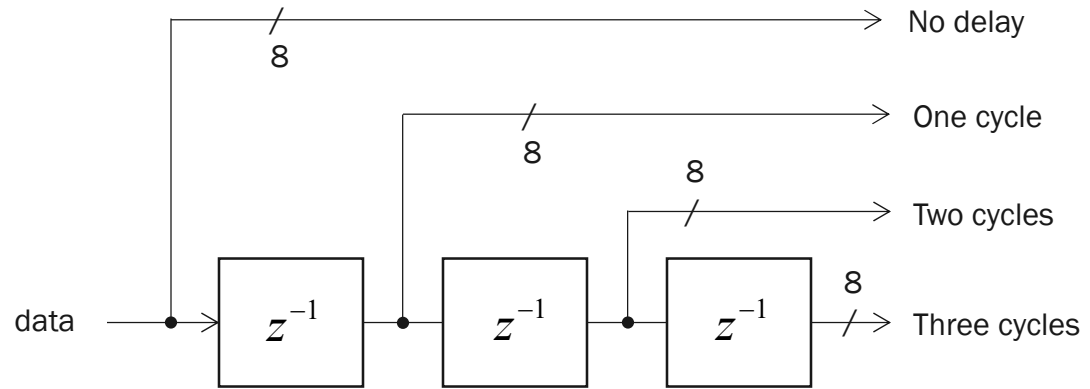 No delay
8
One cycle
8
8
Two cycles
8
data
z⁻¹
z⁻¹
z⁻¹
Three cycles